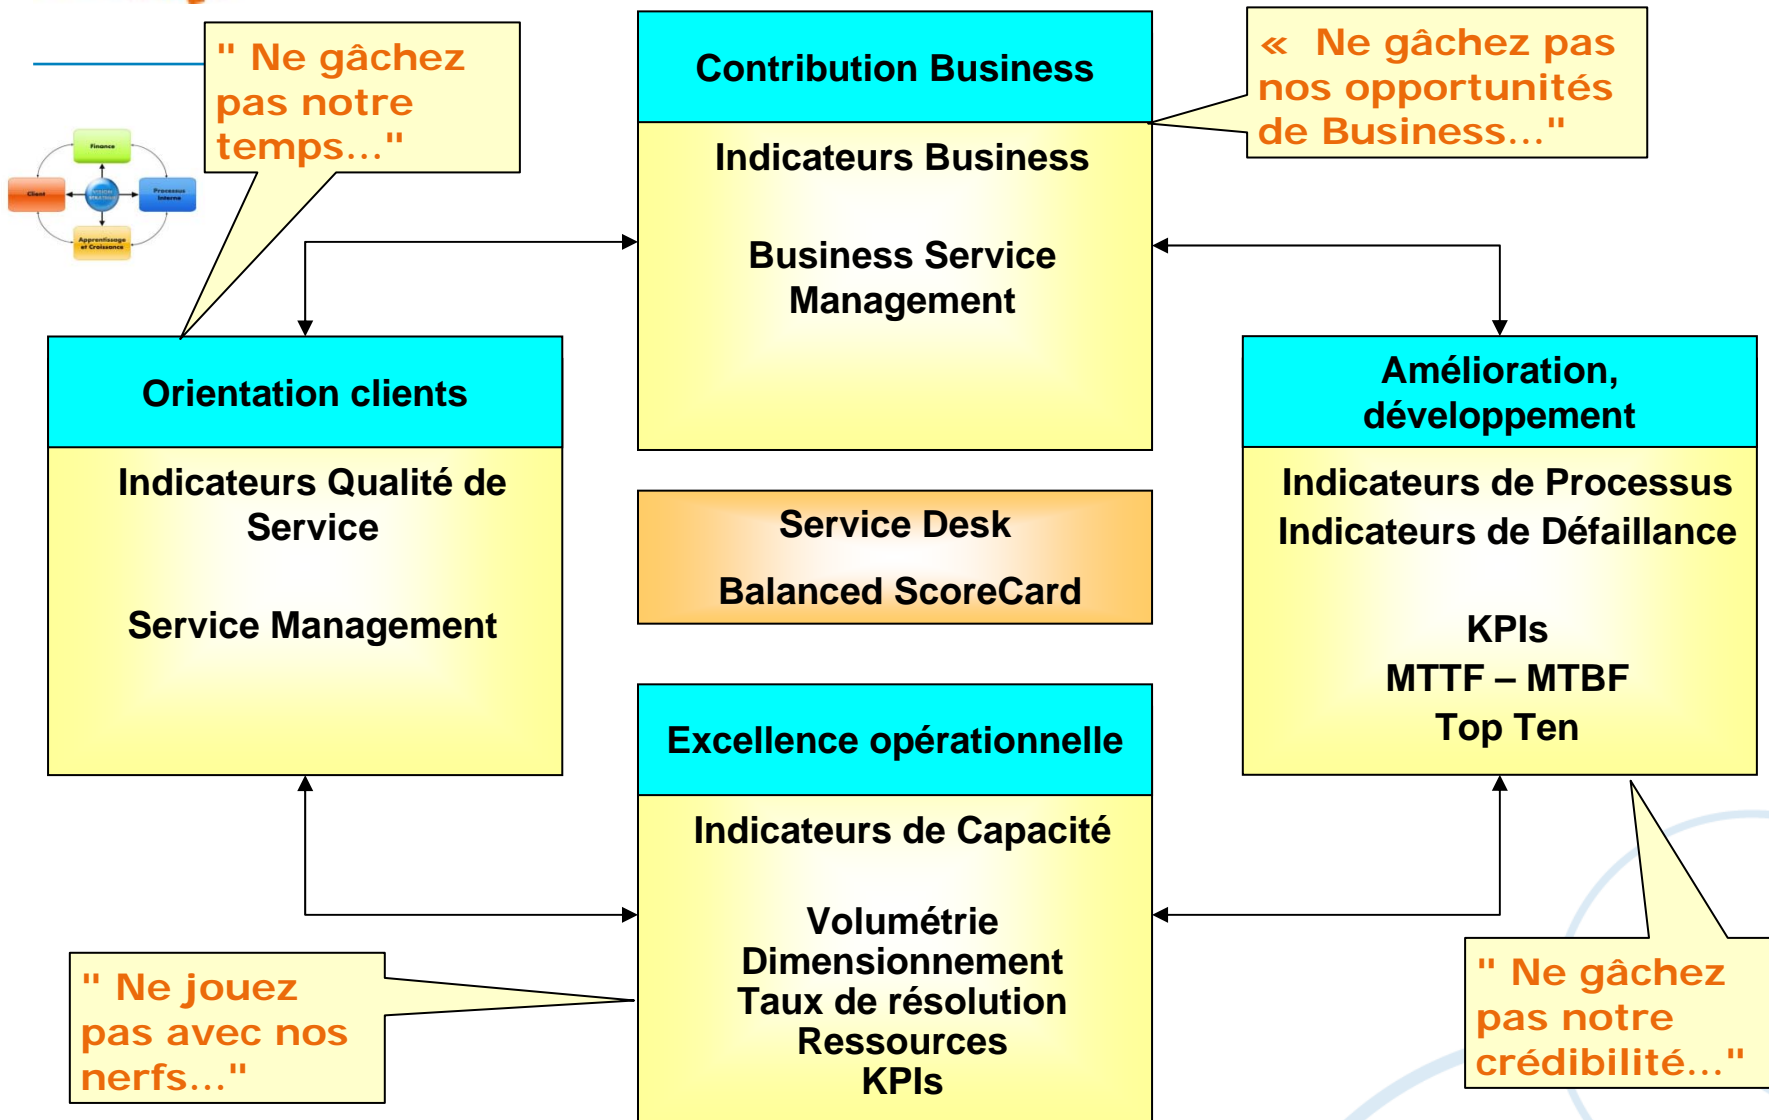 " Ne gâchez
pas notre
temps..."
Contribution Business
« Ne gâchez pas
nos opportunités
de Business..."
Finance
Client
VISION
STRATEGIE
Processus
Interne
Apprentissage
et Croissance
Indicateurs Business
Business Service
Management
Orientation clients
Indicateurs Qualité de
Service
Service Management
Amélioration,
développement
Indicateurs de Processus
Indicateurs de Défaillance
KPIs
MTTF – MTBF
Top Ten
Service Desk
Balanced ScoreCard
Excellence opérationnelle
Indicateurs de Capacité
Volumétrie
Dimensionnement
Taux de résolution
Ressources
KPIs
" Ne jouez
pas avec nos
nerfs..."
" Ne gâchez
pas notre
crédibilité..."